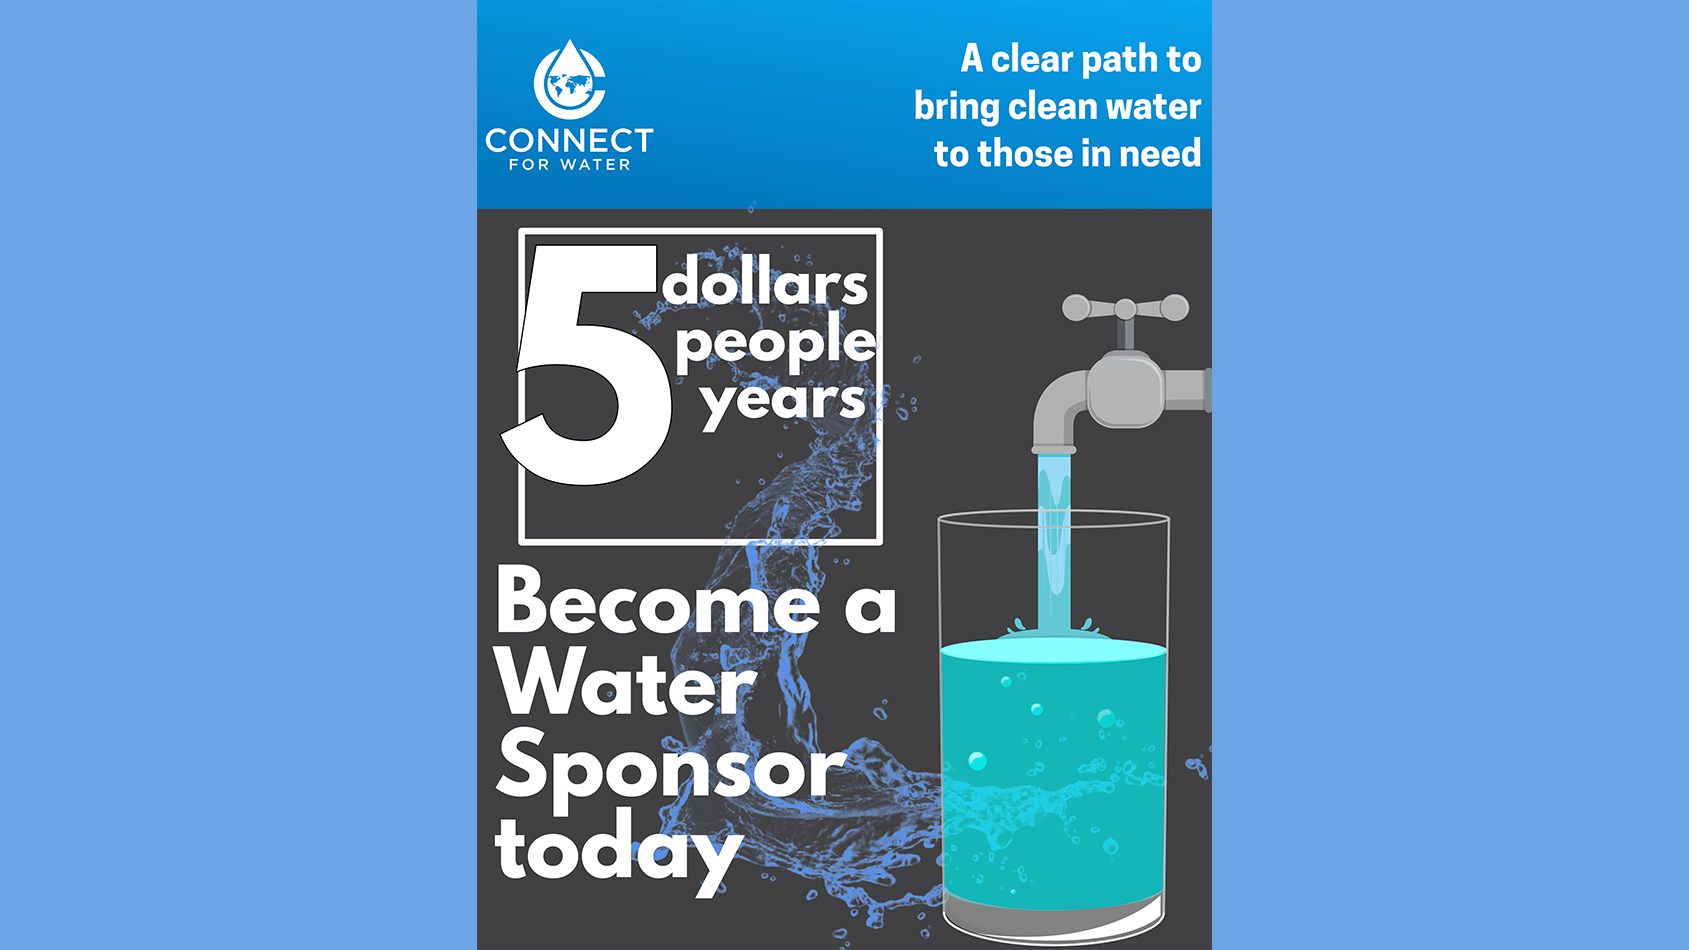 CONNECT
FOR WATER
A clear path to
bring clean water
to those in need
5 dollars
people
years
Become a
Water
Sponsor
today